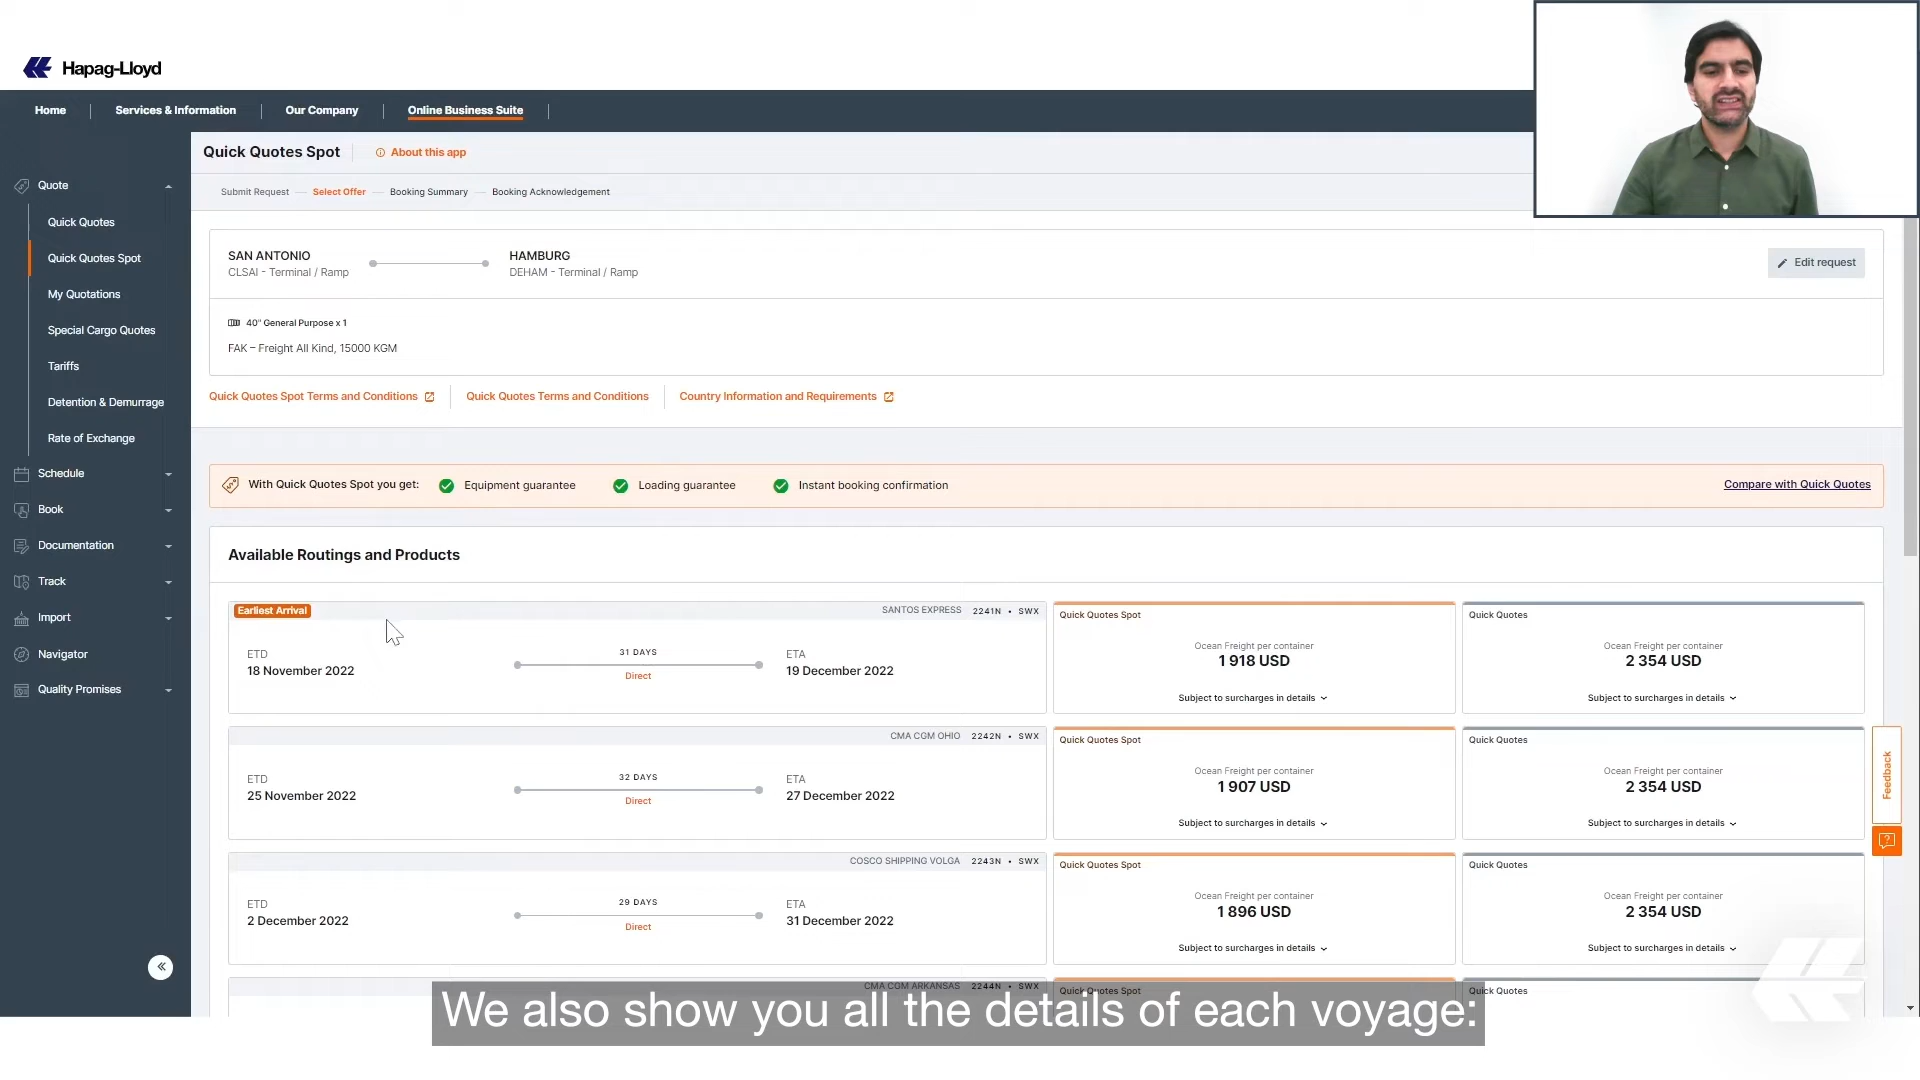 Hapag-Lloyd
Home
Services & Information
Our Company
Online Business Suite
Quick Quotes Spot
About this app
Submit Request
Select Offer
Booking Summary
Booking Acknowledgement
Quote
Quick Quotes
Quick Quotes Spot
My Quotations
Special Cargo Quotes
Tariffs
Detention & Demurrage
Rate of Exchange
Schedule
Book
Documentation
Track
Import
Navigator
Quality Promises
SAN ANTONIO
CLSAI - Terminal / Ramp
HAMBURG
DEHAM - Terminal / Ramp
Edit request
40" General Purpose x 1
FAK – Freight All Kind, 15000 KGM
Quick Quotes Spot Terms and Conditions
Quick Quotes Terms and Conditions
Country Information and Requirements
With Quick Quotes Spot you get:
Equipment guarantee
Loading guarantee
Instant booking confirmation
Compare with Quick Quotes
Available Routings and Products
Earliest Arrival
SANTOS EXPRESS 2241N • SWX
ETD
18 November 2022
31 DAYS
Direct
ETA
19 December 2022
Quick Quotes Spot
Ocean Freight per container
1 918 USD
Subject to surcharges in details
Quick Quotes
Ocean Freight per container
2 354 USD
Subject to surcharges in details
CMA CGM OHIO 2242N • SWX
ETD
25 November 2022
32 DAYS
Direct
ETA
27 December 2022
Quick Quotes Spot
Ocean Freight per container
1 907 USD
Subject to surcharges in details
Quick Quotes
Ocean Freight per container
2 354 USD
Subject to surcharges in details
COSCO SHIPPING VOLGA 2243N • SWX
ETD
2 December 2022
29 DAYS
Direct
ETA
31 December 2022
Quick Quotes Spot
Ocean Freight per container
1 896 USD
Subject to surcharges in details
Quick Quotes
Ocean Freight per container
2 354 USD
Subject to surcharges in details
CMA CGM ARKANSAS 2244N • SWX
Quick Quotes Spot
Quick Quotes
Feedback
We also show you all the details of each voyage: